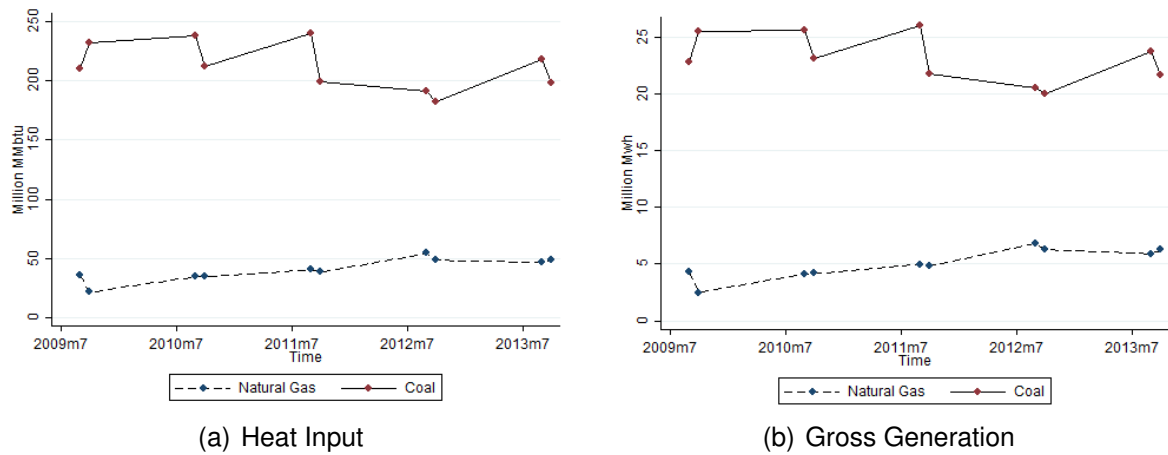 Million MMbtu
250
200
150
100
50
0
2009m7 2010m7 2011m7 2012m7 2013m7
Time
Natural Gas Coal
(a) Heat Input
Million Mwh
25
20
15
10
5
0
2009m7 2010m7 2011m7 2012m7 2013m7
Time
Natural Gas Coal
(b) Gross Generation